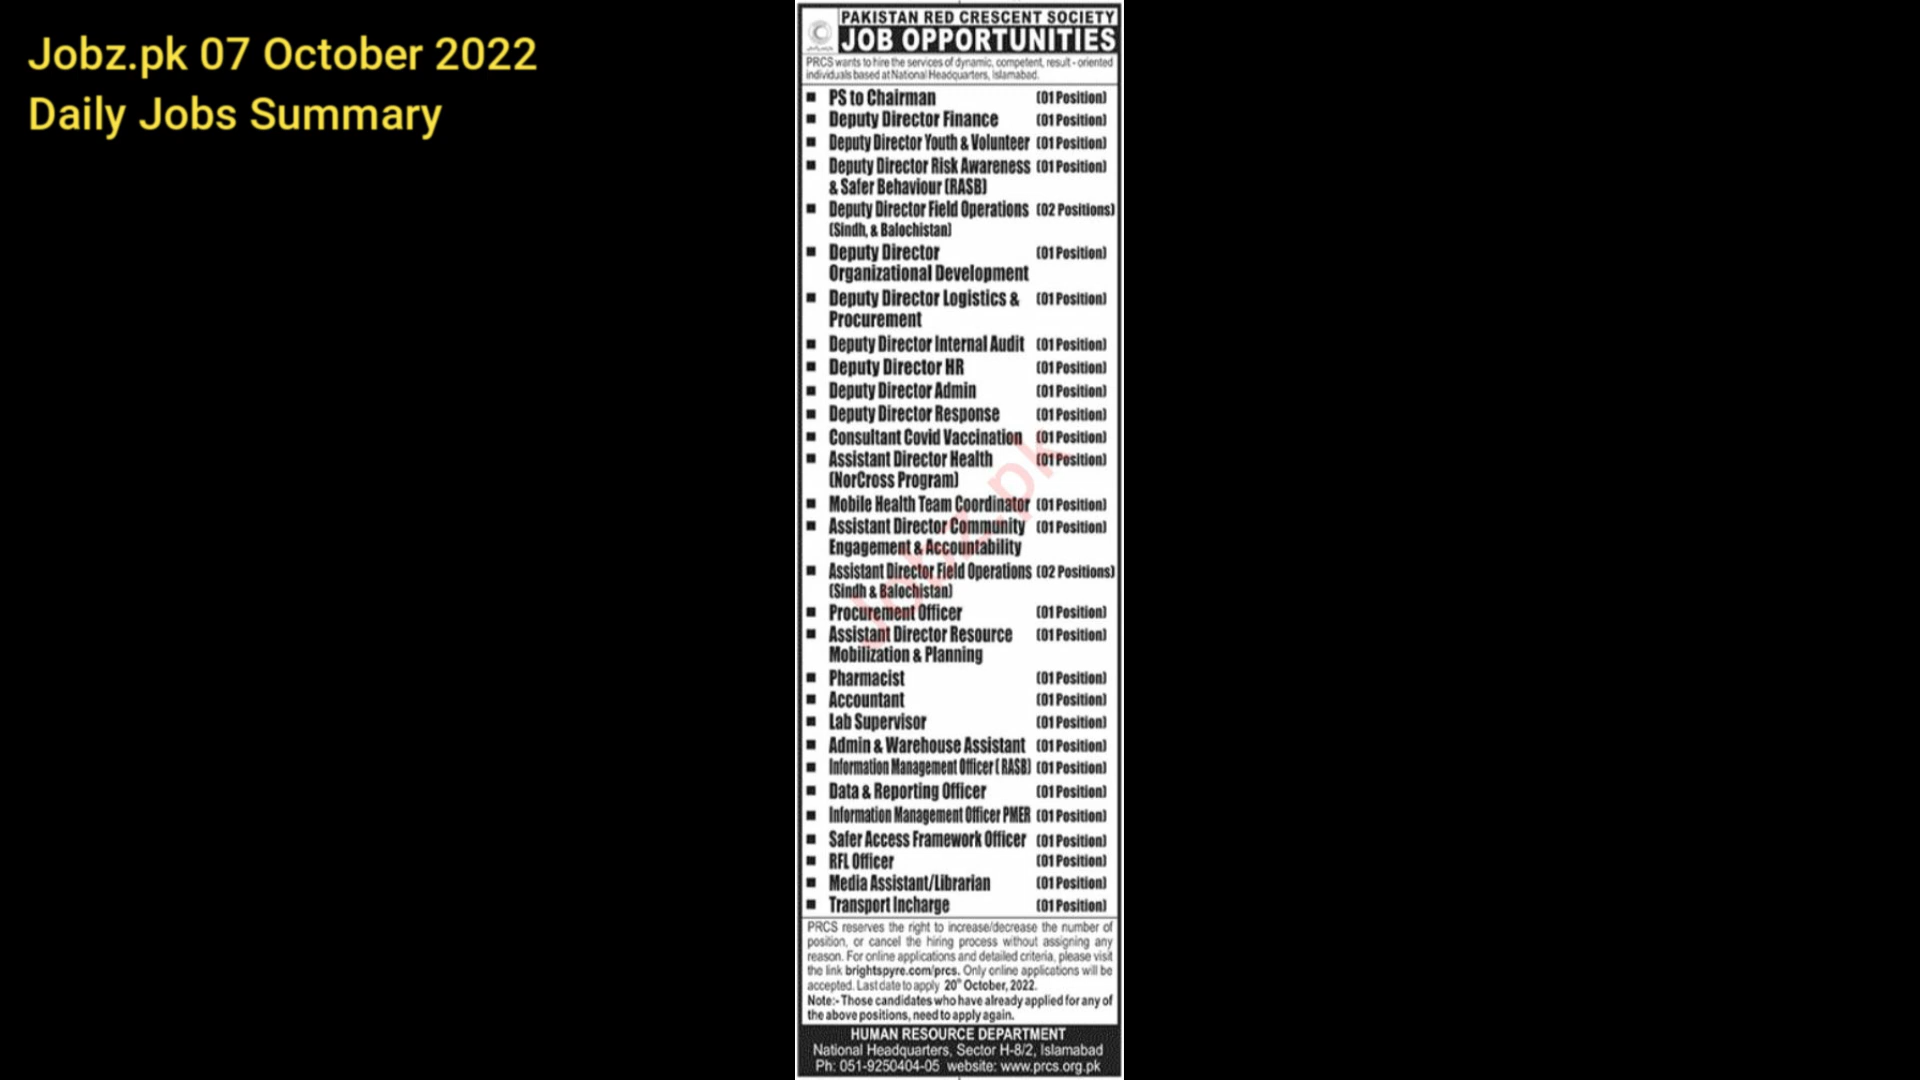 Jobz.pk 07 October 2022
Daily Jobs Summary
PAKISTAN RED CRESCENT SOCIETY
JOB OPPORTUNITIES
PRCS wants to hire the services of dynamic, competent, result - oriented
individuals based at National Headquarters, Islamabad.
■ PS to Chairman (01 Position)
■ Deputy Director Finance (01 Position)
■ Deputy Director Youth & Volunteer (01 Position)
■ Deputy Director Risk Awareness (01 Position)
& Safer Behaviour (RASB)
■ Deputy Director Field Operations (02 Positions)
(Sindh, & Balochistan)
■ Deputy Director (01 Position)
Organizational Development
■ Deputy Director Logistics & (01 Position)
Procurement
■ Deputy Director Internal Audit (01 Position)
■ Deputy Director HR (01 Position)
■ Deputy Director Admin (01 Position)
■ Deputy Director Response (01 Position)
■ Consultant Covid Vaccination (01 Position)
■ Assistant Director Health (01 Position)
(NorCross Program)
■ Mobile Health Team Coordinator (01 Position)
■ Assistant Director Community (01 Position)
Engagement & Accountability
■ Assistant Director Field Operations (02 Positions)
(Sindh & Balochistan)
■ Procurement Officer (01 Position)
■ Assistant Director Resource (01 Position)
Mobilization & Planning
■ Pharmacist (01 Position)
■ Accountant (01 Position)
■ Lab Supervisor (01 Position)
■ Admin & Warehouse Assistant (01 Position)
■ Information Management Officer ( RASB) (01 Position)
■ Data & Reporting Officer (01 Position)
■ Information Management Officer PMER (01 Position)
■ Safer Access Framework Officer (01 Position)
■ RFL Officer (01 Position)
■ Media Assistant/Librarian (01 Position)
■ Transport Incharge (01 Position)
Jobz.pk
PRCS reserves the right to increase/decrease the number of
position, or cancel the hiring process without assigning any
reason. For online applications and detailed criteria, please visit
the link brightspyre.com/prcs. Only online applications will be
accepted. Last date to apply 20th October, 2022.
Note:- Those candidates who have already applied for any of
the above positions, need to apply again.
HUMAN RESOURCE DEPARTMENT
National Headquarters, Sector H-8/2, Islamabad
Ph: 051-9250404-05 website: www.prcs.org.pk